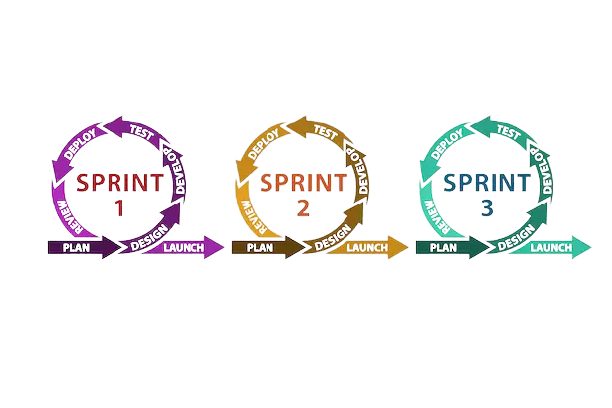 SPRINT
1
PLAN
DESIGN
DEVELOP
TEST
DEPLOY
REVIEW
LAUNCH
SPRINT
2
PLAN
DESIGN
DEVELOP
TEST
DEPLOY
REVIEW
LAUNCH
SPRINT
3
PLAN
DESIGN
DEVELOP
TEST
DEPLOY
REVIEW
LAUNCH